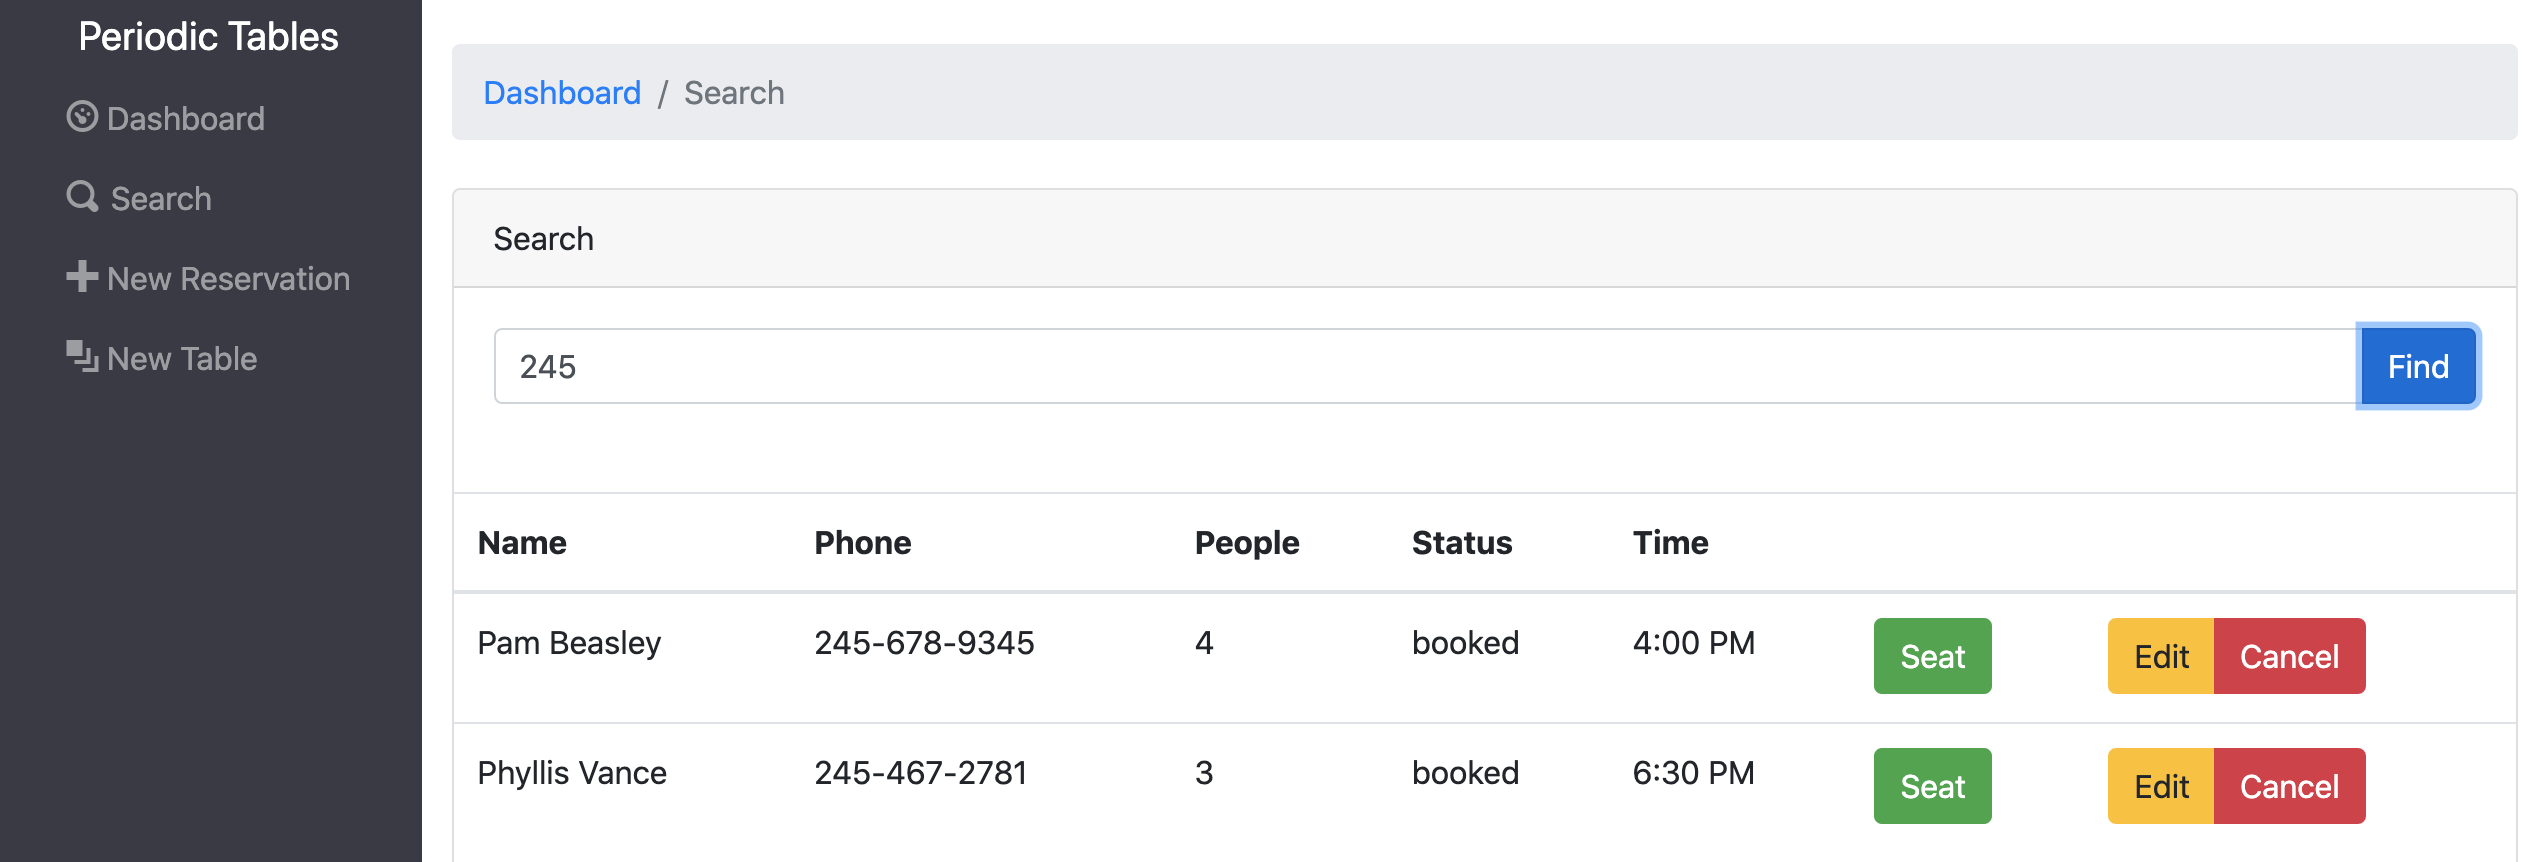 Periodic Tables
Dashboard
Search
New Reservation
New Table
Dashboard / Search
Search
245 Find
Name Phone People Status Time
Pam Beasley 245-678-9345 4 booked 4:00 PM Seat Edit Cancel
Phyllis Vance 245-467-2781 3 booked 6:30 PM Seat Edit Cancel